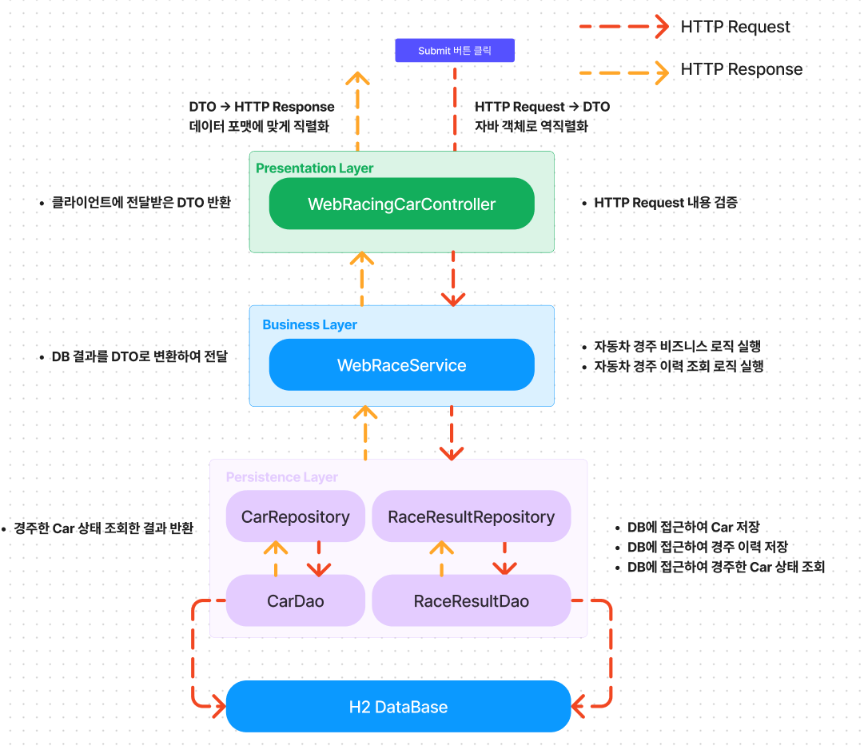 HTTP Request
Submit 버튼 클릭
HTTP Response
DTO → HTTP Response
데이터 포맷에 맞게 직렬화
HTTP Request → DTO
자바 객체로 역직렬화
Presentation Layer
WebRacingCarController
• 클라이언트에 전달받은 DTO 반환
• HTTP Request 내용 검증
Business Layer
WebRaceService
• DB 결과를 DTO로 변환하여 전달
• 자동차 경주 비즈니스 로직 실행
• 자동차 경주 이력 조회 로직 실행
Persistence Layer
CarRepository
RaceResultRepository
• 경주한 Car 상태 조회한 결과 반환
• DB에 접근하여 Car 저장
• DB에 접근하여 경주 이력 저장
• DB에 접근하여 경주한 Car 상태 조회
CarDao
RaceResultDao
H2 DataBase